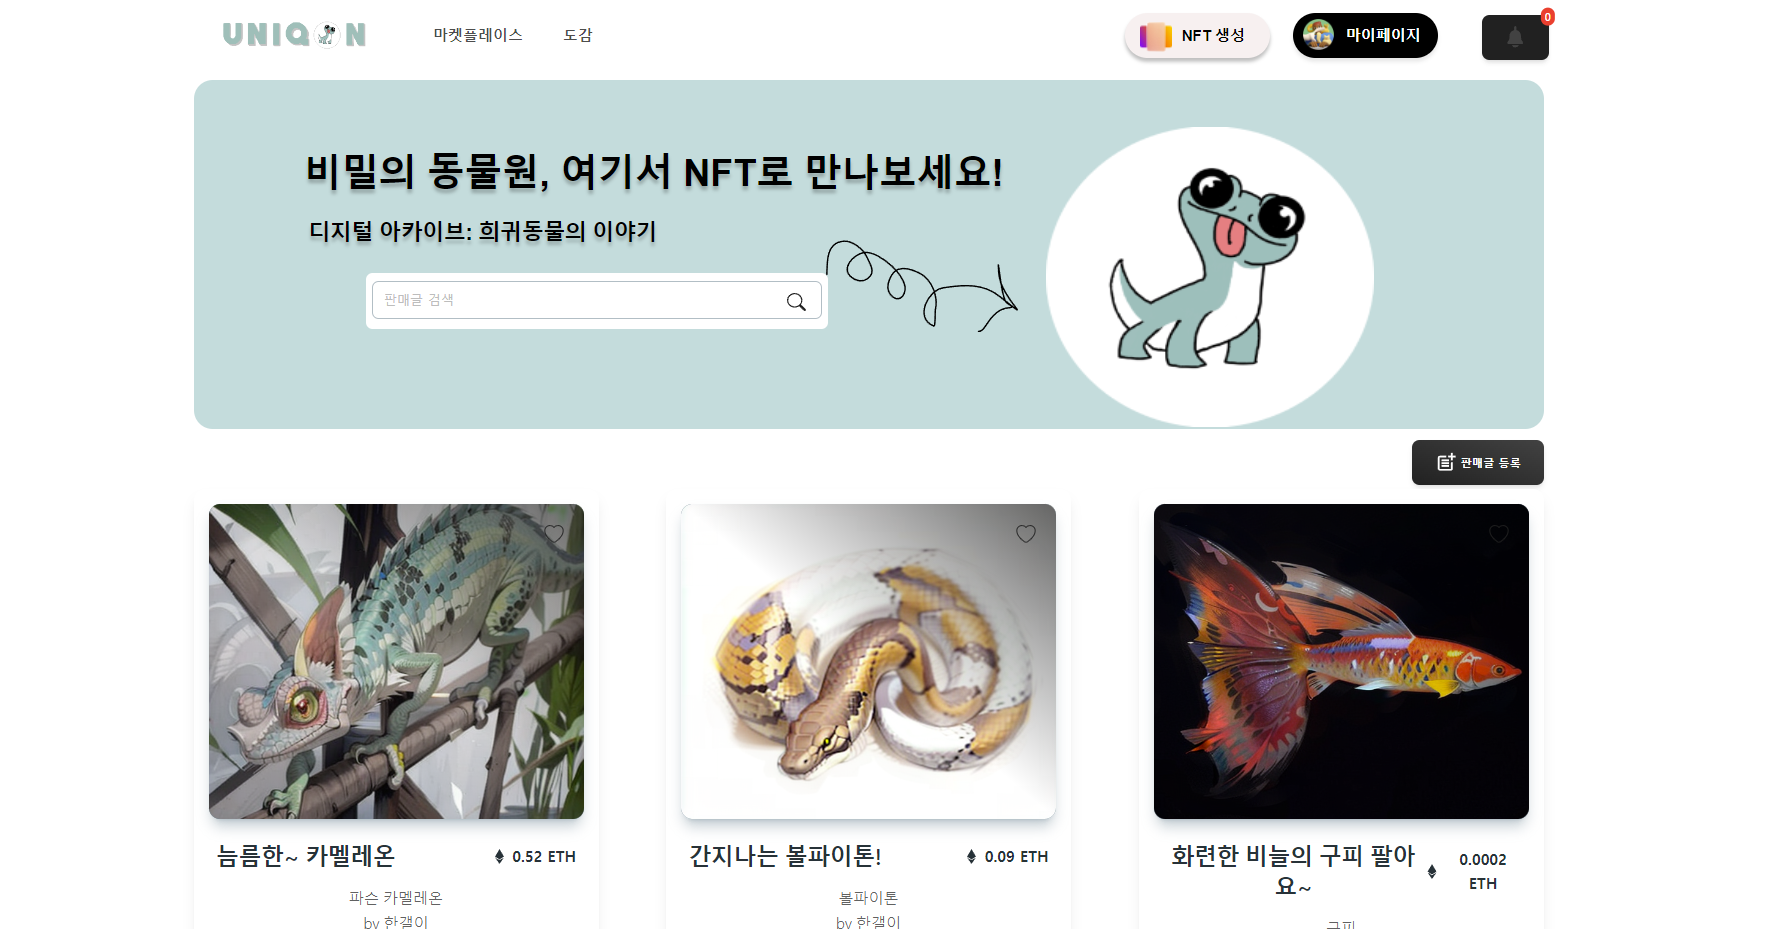 UNIQON
마켓플레이스
도감
NFT 생성
마이페이지
0
비밀의 동물원, 여기서 NFT로 만나보세요!
디지털 아카이브: 희귀동물의 이야기
판매글 검색
판매글 등록
늠름한~ 카멜레온
0.52 ETH
파슨 카멜레온
by 한갤이
간지나는 볼파이톤!
0.09 ETH
볼파이톤
by 한갤이
화련한 비늘의 구피 팔아
요~
0.0002
ETH
구피